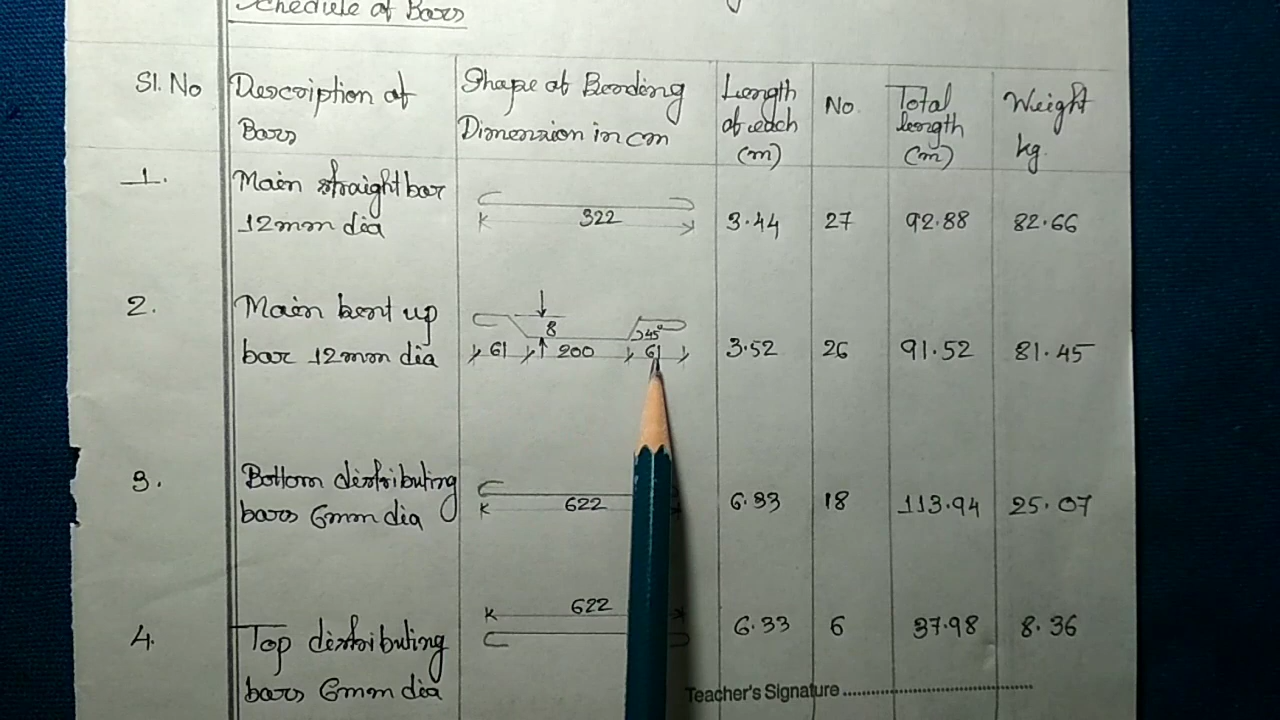 Schedule of Bars
Sl. No Description of Bars Shape of Bending Dimension in cm Length of each (m) No. Total length (m) Weight kg.
1. Main straight bar 12mm dia 322 3.44 27 92.88 82.66
2. Main bent up bar 12mm dia 8 45° 61 200 61 3.52 26 91.52 81.45
3. Bottom distributing bars 6mm dia 622 6.33 18 113.94 25.07
4. Top distributing bars 6mm dia 622 6.33 6 37.98 8.36
Teacher's Signature